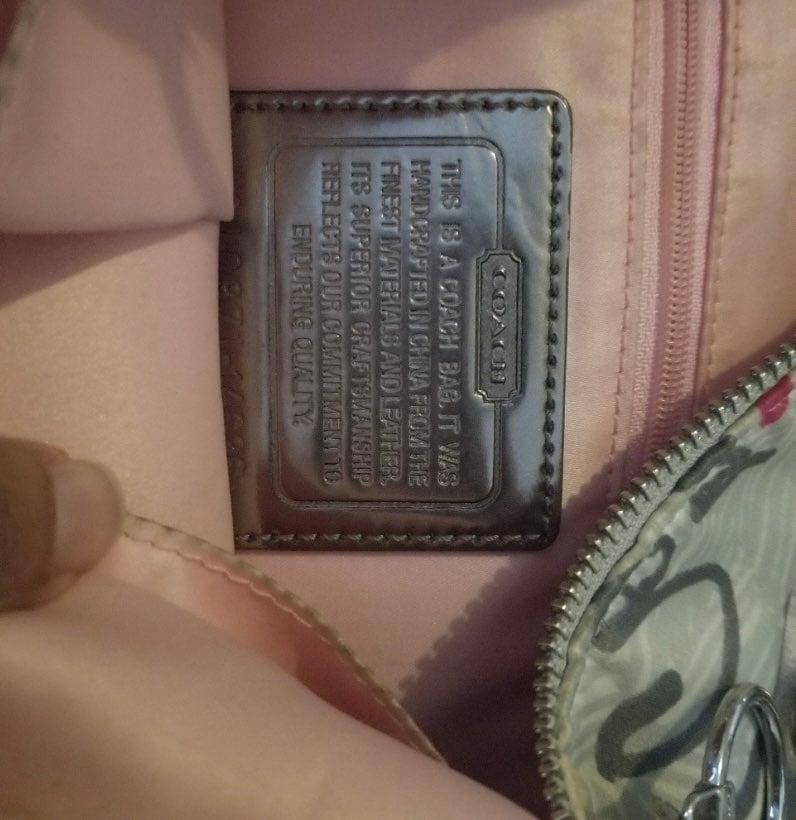 COACH
THIS IS A COACH BAG. IT WAS
HANDCRAFTED IN CHINA FROM THE
FINEST MATERIALS AND LEATHER.
ITS SUPERIOR CRAFTSMANSHIP
REFLECTS OUR COMMITMENT TO
ENDURING QUALITY.